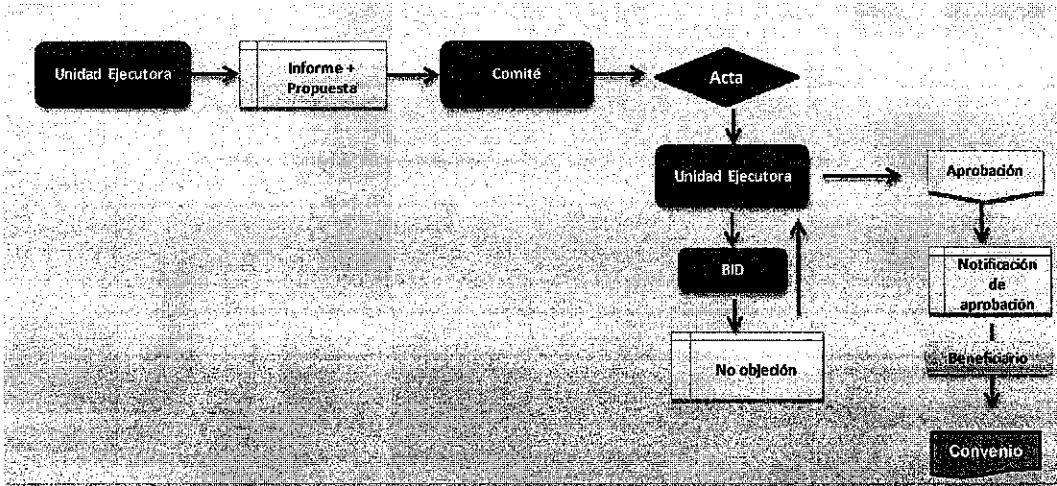 Unidad Ejecutora
Informe +
Propuesta
Comité
Acta
Unidad Ejecutora
Aprobación
BID
Notificación
de
aprobación
No objeción
Beneficiario
Convenio